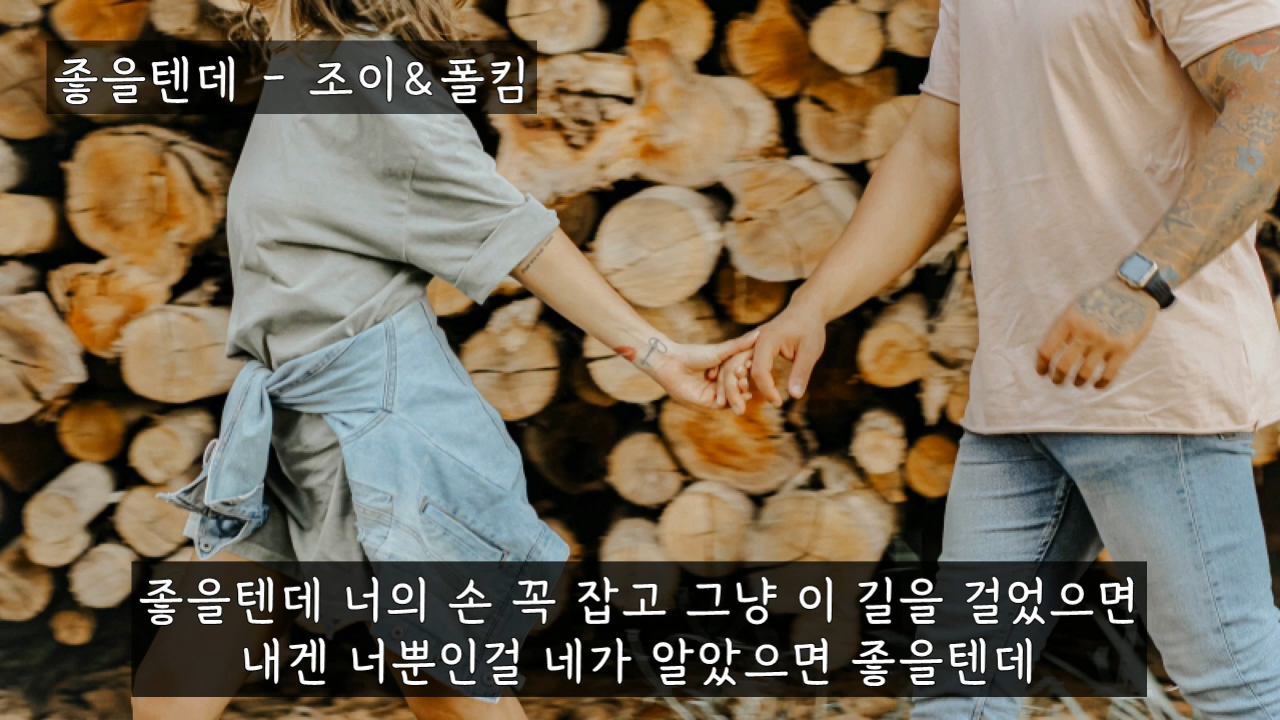 좋을텐데 - 조이&폴킴
좋을텐데 너의 손 꼭 잡고 그냥 이 길을 걸었으면
내겐 너뿐인걸 네가 알았으면 좋을텐데